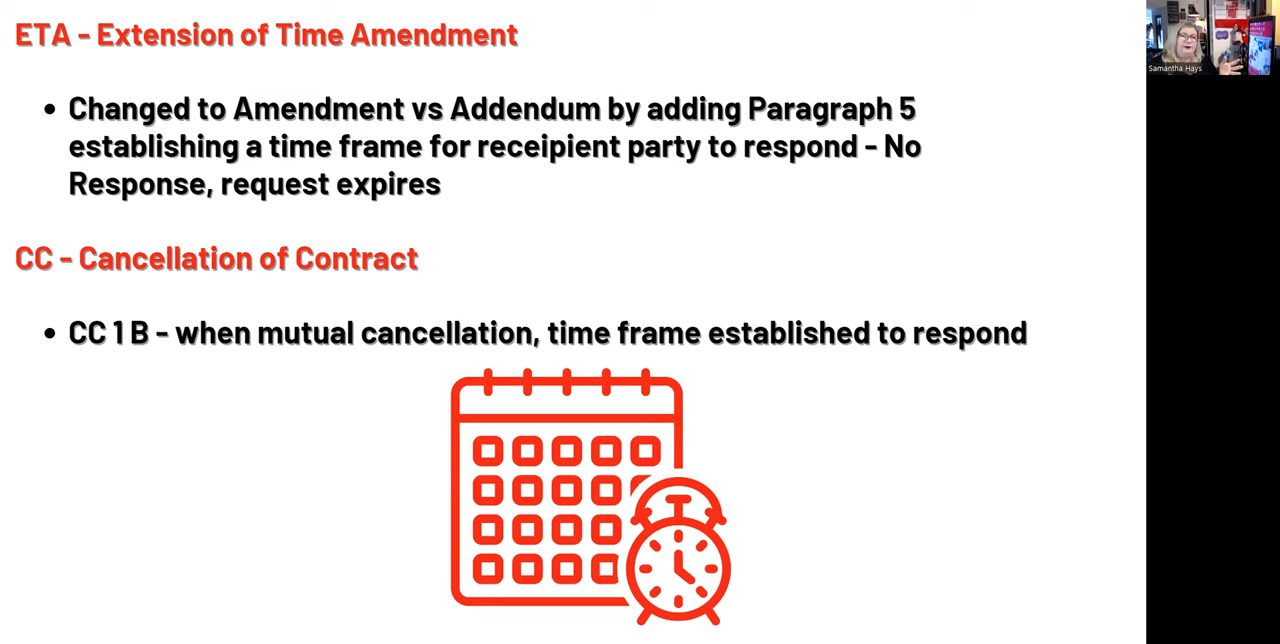 ETA - Extension of Time Amendment
Samantha Hays
• Changed to Amendment vs Addendum by adding Paragraph 5
establishing a time frame for receipient party to respond - No
Response, request expires
CC - Cancellation of Contract
• CC 1 B - when mutual cancellation, time frame established to respond